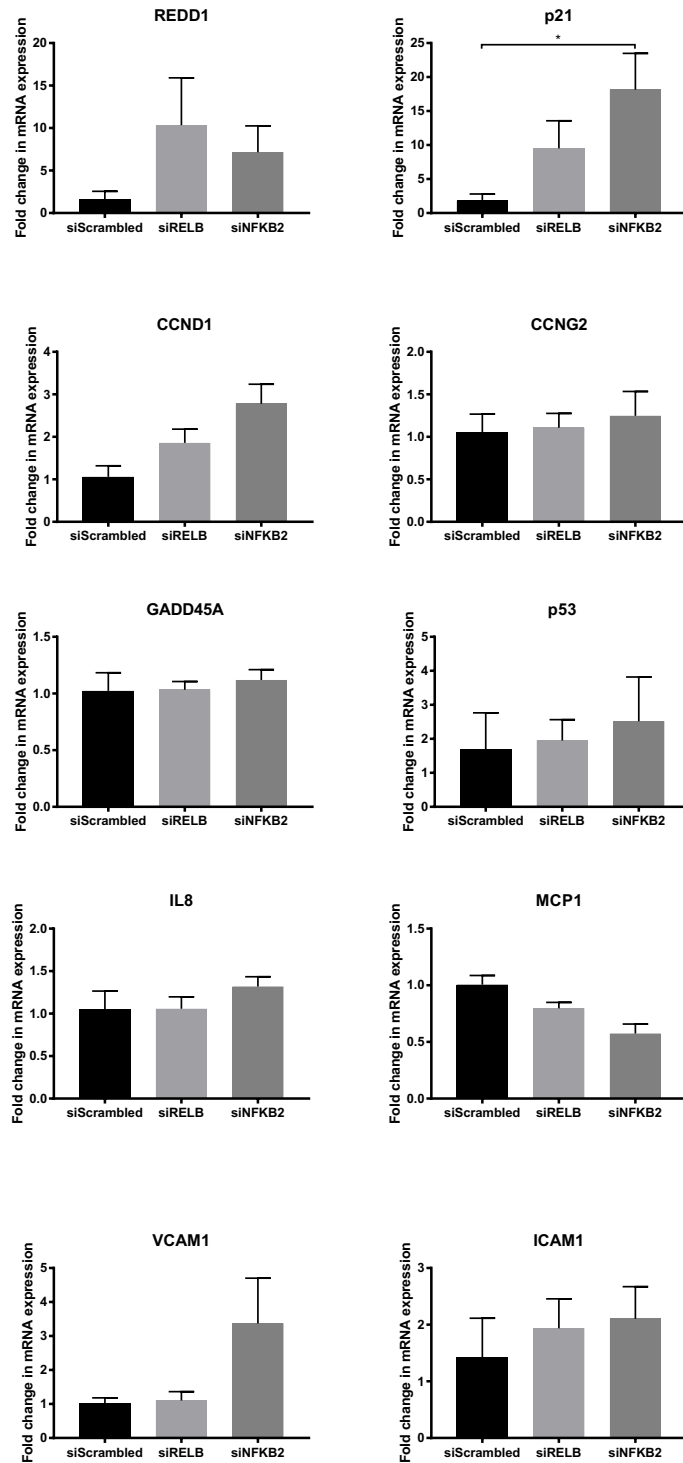 REDD1
Fold change in mRNA expression
20
15
10
5
0
siScrambled siRELB siNFKB2
p21
Fold change in mRNA expression
25
20
15
10
5
0
*
siScrambled siRELB siNFKB2
CCND1
Fold change in mRNA expression
4
3
2
1
0
siScrambled siRELB siNFKB2
CCNG2
Fold change in mRNA expression
2.0
1.5
1.0
0.5
0.0
siScrambled siRELB siNFKB2
GADD45A
Fold change in mRNA expression
1.5
1.0
0.5
0.0
siScrambled siRELB siNFKB2
p53
Fold change in mRNA expression
5
4
3
2
1
0
siScrambled siRELB siNFKB2
IL8
Fold change in mRNA expression
2.0
1.5
1.0
0.5
0.0
siScrambled siRELB siNFKB2
MCP1
Fold change in mRNA expression
1.5
1.0
0.5
0.0
siScrambled siRELB siNFKB2
VCAM1
Fold change in mRNA expression
5
4
3
2
1
0
siScrambled siRELB siNFKB2
ICAM1
Fold change in mRNA expression
3
2
1
0
siScrambled siRELB siNFKB2